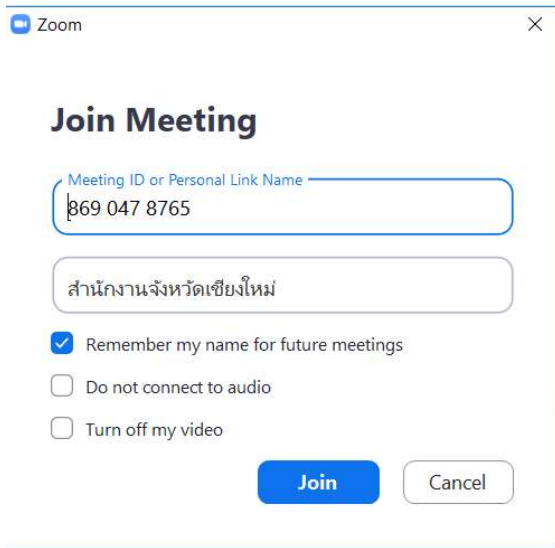 Zoom
Join Meeting
Meeting ID or Personal Link Name
869 047 8765
สำนักงานจังหวัดเชียงใหม่
Remember my name for future meetings
Do not connect to audio
Turn off my video
Join Cancel